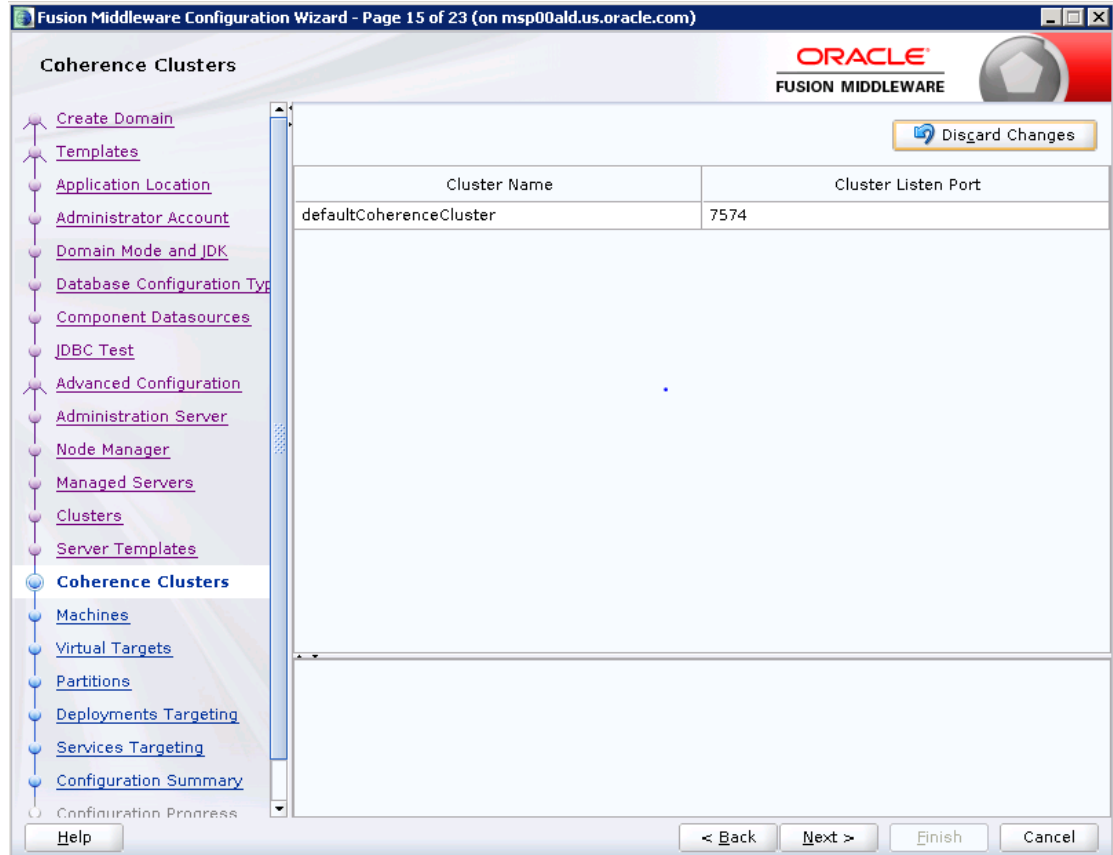 Fusion Middleware Configuration Wizard - Page 15 of 23 (on msp00ald.us.oracle.com)
Coherence Clusters
ORACLE
FUSION MIDDLEWARE
Create Domain
Templates
Application Location
Administrator Account
Domain Mode and JDK
Database Configuration Typ
Component Datasources
JDBC Test
Advanced Configuration
Administration Server
Node Manager
Managed Servers
Clusters
Server Templates
Coherence Clusters
Machines
Virtual Targets
Partitions
Deployments Targeting
Services Targeting
Configuration Summary
Configuration Progress
Discard Changes
Cluster Name Cluster Listen Port
defaultCoherenceCluster 7574
Help < Back Next > Finish Cancel